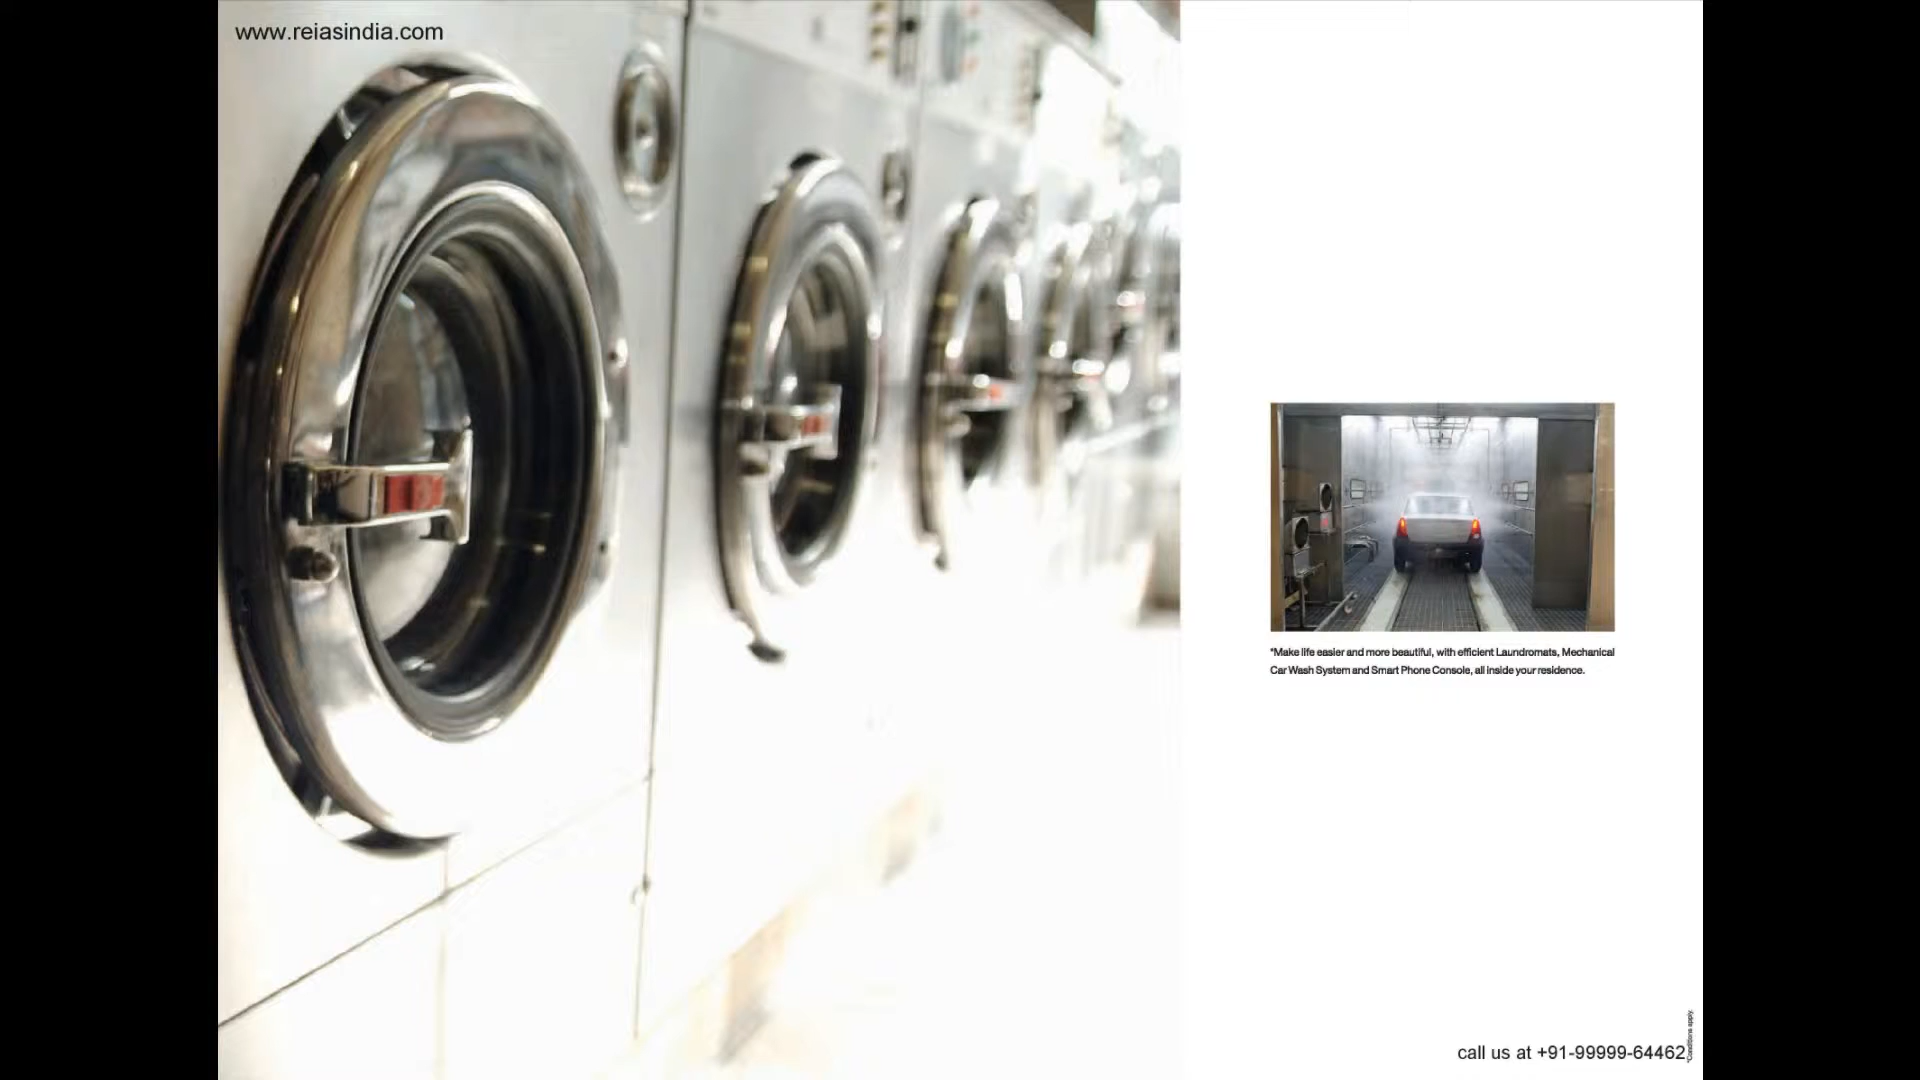 www.reiasindia.com
*Make life easier and more beautiful, with efficient Laundromats, Mechanical
Car Wash System and Smart Phone Console, all inside your residence.
call us at +91-99999-64462
*Conditions apply.